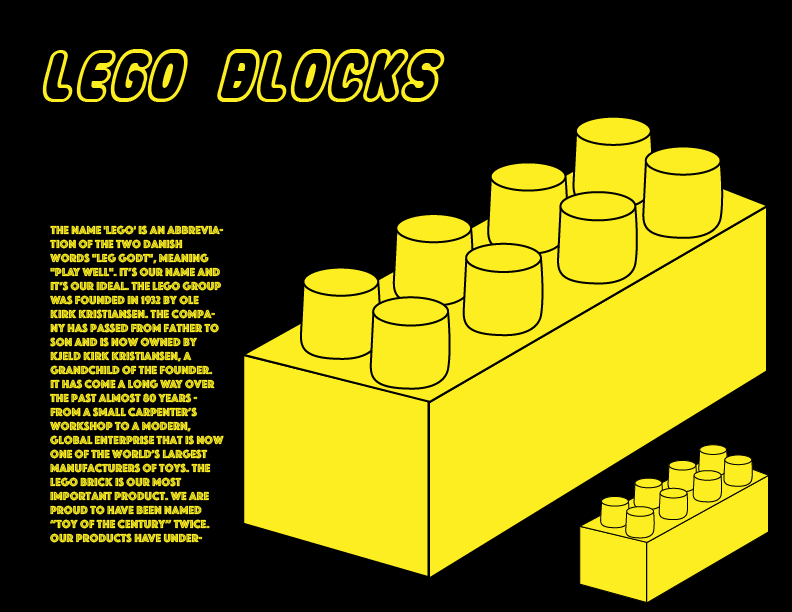 LEGO BLOCKS
THE NAME 'LEGO' IS AN ABBREVIA-
TION OF THE TWO DANISH
WORDS "LEG GODT", MEANING
"PLAY WELL". IT'S OUR NAME AND
IT'S OUR IDEAL. THE LEGO GROUP
WAS FOUNDED IN 1932 BY OLE
KIRK KRISTIANSEN. THE COMPA-
NY HAS PASSED FROM FATHER TO
SON AND IS NOW OWNED BY
KJELD KIRK KRISTIANSEN, A
GRANDCHILD OF THE FOUNDER.
IT HAS COME A LONG WAY OVER
THE PAST ALMOST 80 YEARS -
FROM A SMALL CARPENTER'S
WORKSHOP TO A MODERN,
GLOBAL ENTERPRISE THAT IS NOW
ONE OF THE WORLD'S LARGEST
MANUFACTURERS OF TOYS. THE
LEGO BRICK IS OUR MOST
IMPORTANT PRODUCT. WE ARE
PROUD TO HAVE BEEN NAMED
"TOY OF THE CENTURY" TWICE.
OUR PRODUCTS HAVE UNDER-